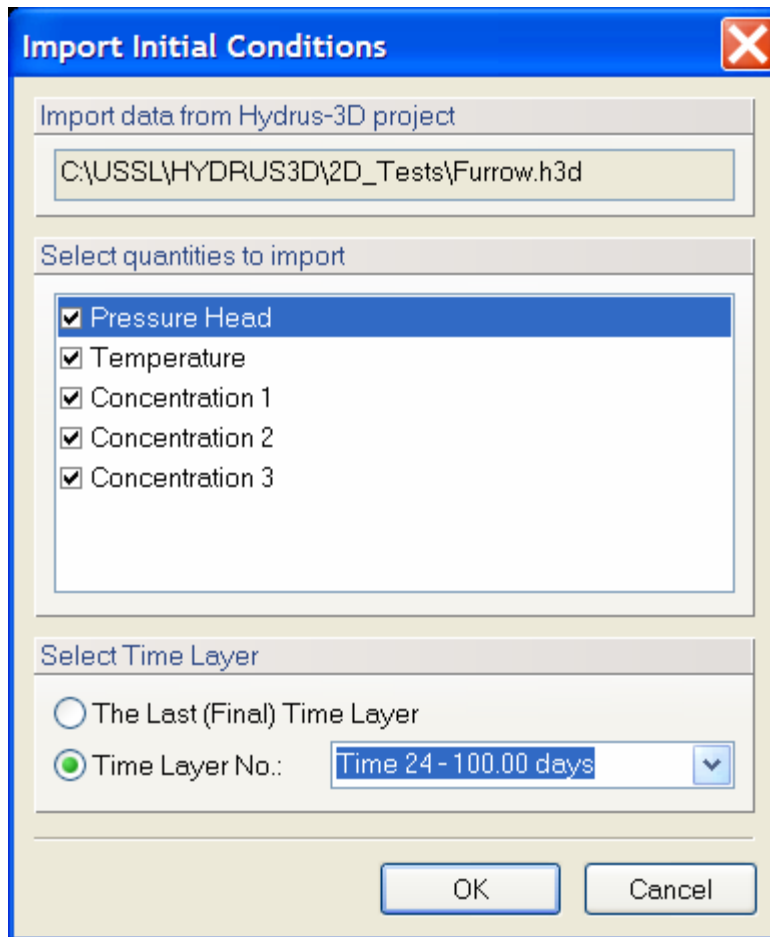 Import Initial Conditions
Import data from Hydrus-3D project
C:\USSL\HYDRUS3D\2D_Tests\Furrow.h3d
Select quantities to import
Pressure Head
Temperature
Concentration 1
Concentration 2
Concentration 3
Select Time Layer
The Last (Final) Time Layer
Time Layer No.: Time 24 - 100.00 days
OK Cancel